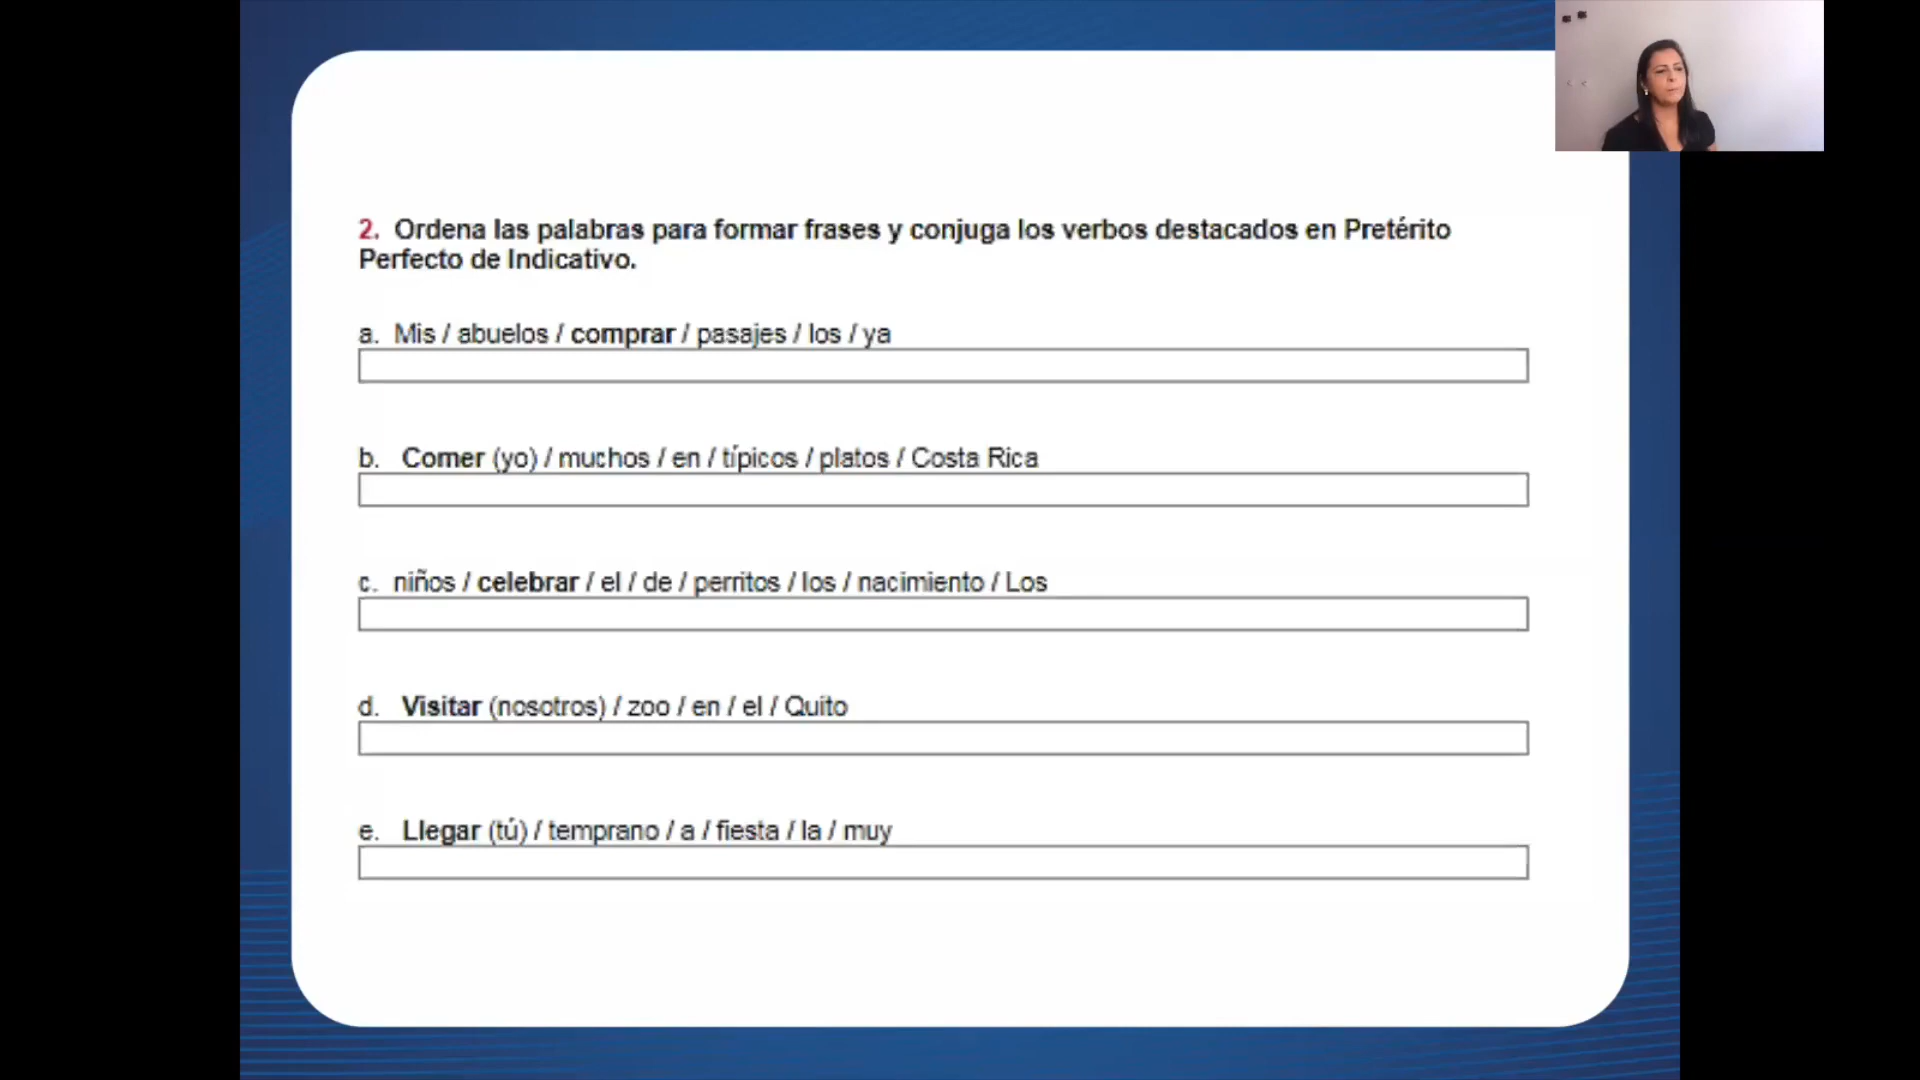 2. Ordena las palabras para formar frases y conjuga los verbos destacados en Pretérito
Perfecto de Indicativo.
a. Mis / abuelos / comprar / pasajes / los / ya
b. Comer (yo) / muchos / en / típicos / platos / Costa Rica
c. niños / celebrar / el / de / perritos / los / nacimiento / Los
d. Visitar (nosotros) / zoo / en / el / Quito
e. Llegar (tú) / temprano / a / fiesta / la / muy